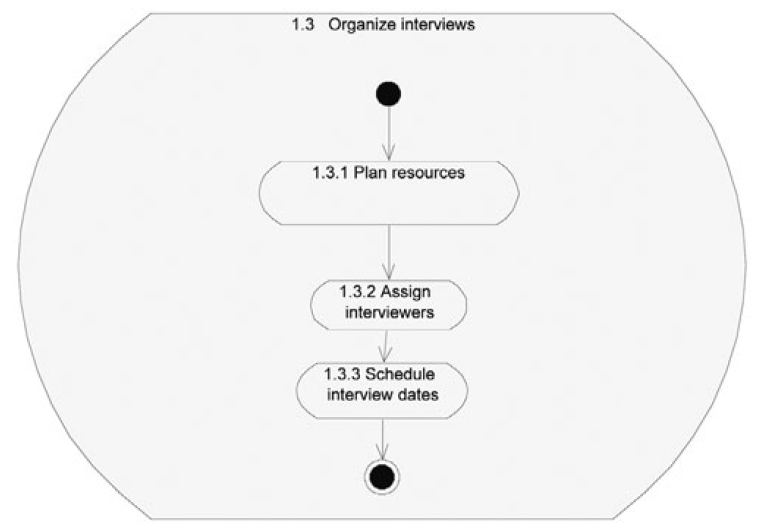 1.3 Organize interviews
1.3.1 Plan resources
1.3.2 Assign
interviewers
1.3.3 Schedule
interview dates